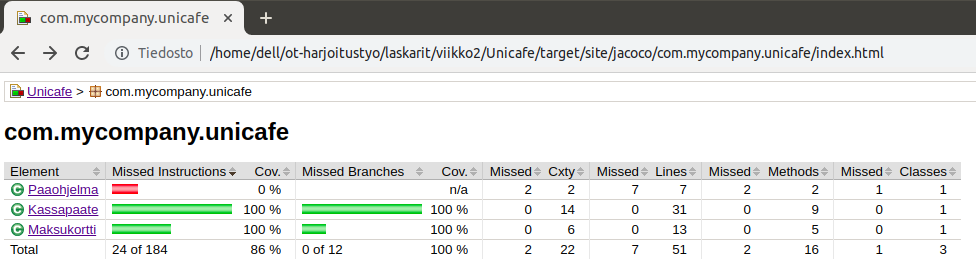 com.mycompany.unicafe
Tiedosto /home/dell/ot-harjoitustyo/laskarit/viikko2/Unicafe/target/site/jacoco/com.mycompany.unicafe/index.html
Unicafe > com.mycompany.unicafe
com.mycompany.unicafe
Element Missed Instructions Cov. Missed Branches Cov. Missed Cxty Missed Lines Missed Methods Missed Classes
Paaohjelma 0 % n/a 2 2 7 7 2 2 1 1
Kassapaate 100 % 100 % 0 14 0 31 0 9 0 1
Maksukortti 100 % 100 % 0 6 0 13 0 5 0 1
Total 24 of 184 86 % 0 of 12 100 % 2 22 7 51 2 16 1 3